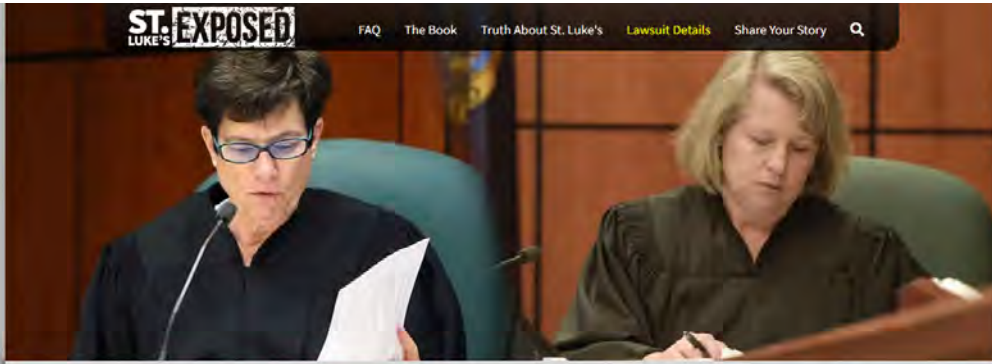 ST. EXPOSED
LUKE'S
FAQ The Book Truth About St. Luke's Lawsuit Details Share Your Story